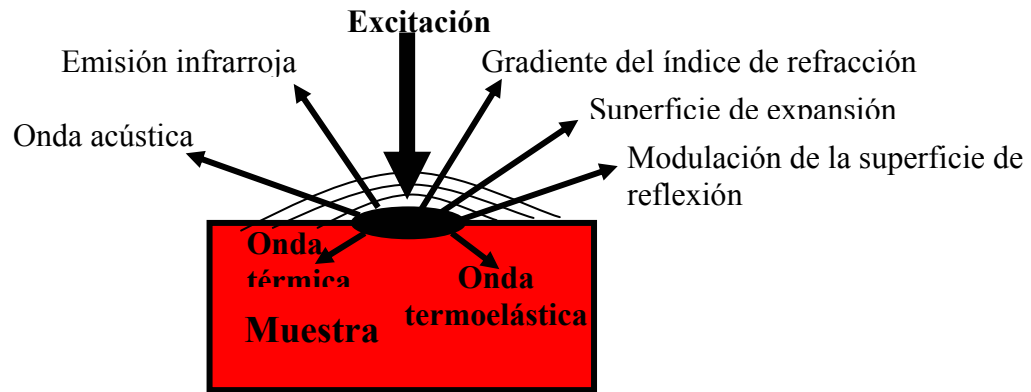 Excitación
Emisión infrarroja
Gradiente del índice de refracción
Superficie de expansión
Onda acústica
Modulación de la superficie de
reflexión
Onda
térmica
Onda
termoelástica
Muestra